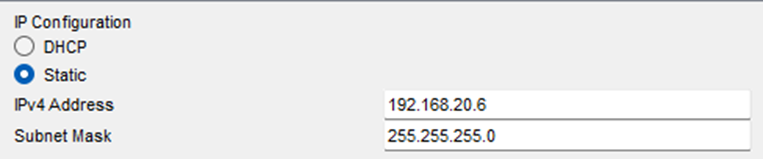 IP Configuration
DHCP
Static
IPv4 Address 192.168.20.6
Subnet Mask 255.255.255.0